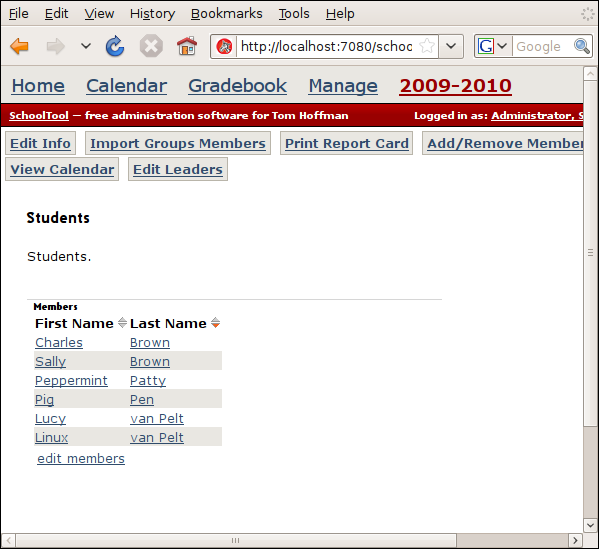 File Edit View History Bookmarks Tools Help
http://localhost:7080/schoo G Google
Home Calendar Gradebook Manage 2009-2010
SchoolTool — free administration software for Tom Hoffman Logged in as: Administrator, S
Edit Info Import Groups Members Print Report Card Add/Remove Member
View Calendar Edit Leaders
Students
Students.
Members
First Name Last Name
Charles Brown
Sally Brown
Peppermint Patty
Pig Pen
Lucy van Pelt
Linux van Pelt
edit members